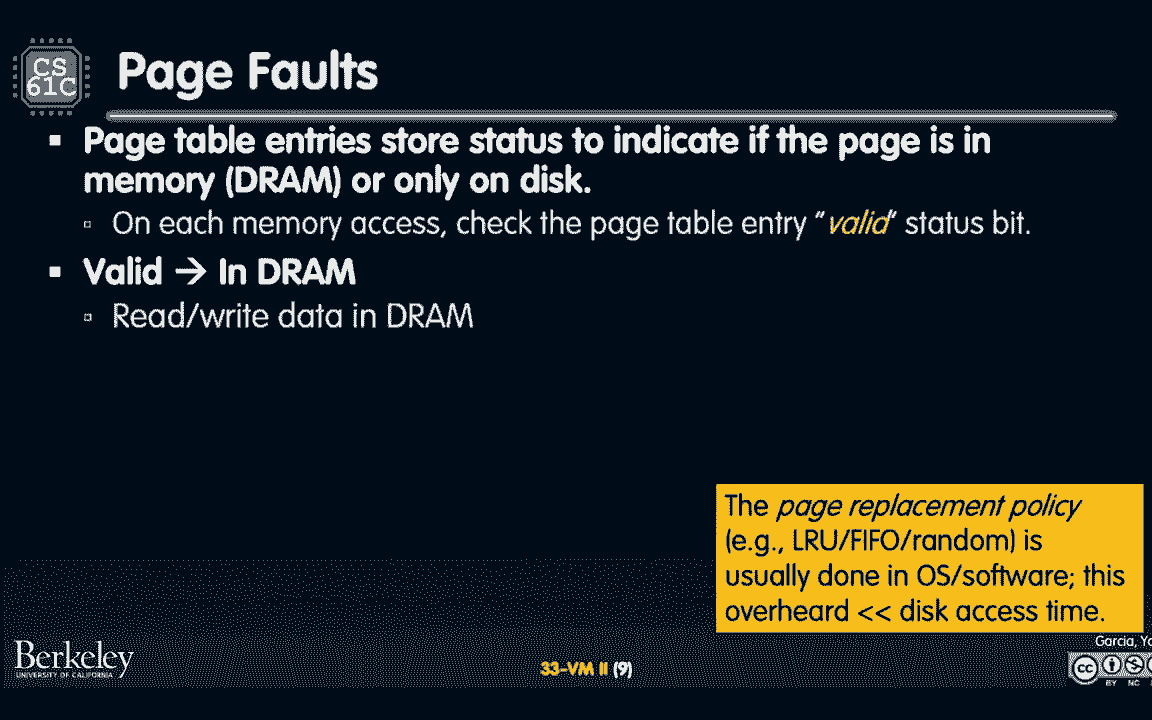 CS
61C
Page Faults
▪ Page table entries store status to indicate if the page is in
memory (DRAM) or only on disk.
▫ On each memory access, check the page table entry “valid” status bit.
▪ Valid → In DRAM
▫ Read/write data in DRAM
The page replacement policy
(e.g., LRU/FIFO/random) is
usually done in OS/software; this
overheard << disk access time.
Berkeley
UNIVERSITY OF CALIFORNIA
33-VM II (9)
Garcia,
cc
BY NC